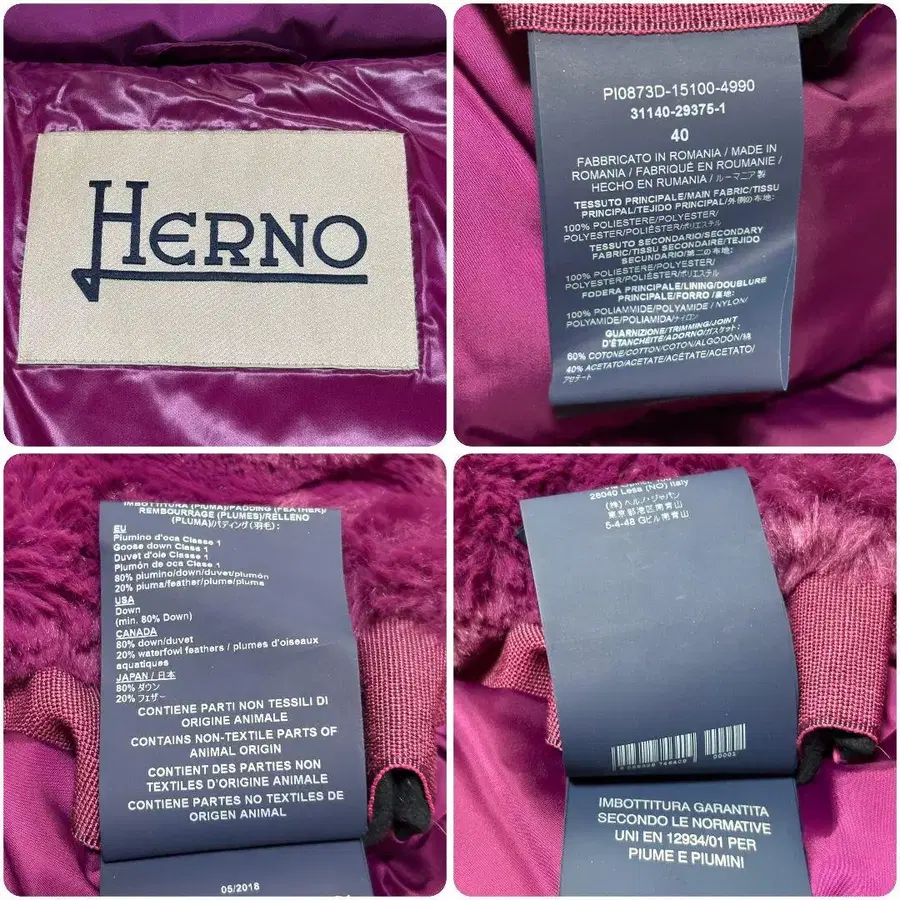 HERNO
PI0873D-15100-4990
31140-29375-1
40
FABBRICATO IN ROMANIA / MADE IN
ROMANIA / FABRIQUÉ EN ROUMANIE /
HECHO EN RUMANIA / ルーマニア製
TESSUTO PRINCIPALE/MAIN FABRIC/TISSU
PRINCIPAL/TEJIDO PRINCIPAL/外側の布地:
100% POLIESTERE/POLYESTER/
POLYESTER/POLIÉSTER/ポリエステル
TESSUTO SECONDARIO/SECONDARY
FABRIC/TISSU SECONDAIRE/TEJIDO
SECUNDARIO/第二の布地:
100% POLIESTERE/POLYESTER/
POLYESTER/POLIÉSTER/ポリエステル
FODERA PRINCIPALE/LINING/DOUBLURE
PRINCIPALE/FORRO /裏地:
100% POLIAMMIDE/POLYAMIDE / NYLON/
POLYAMIDE/POLIAMIDA/ナイロン
GUARNIZIONE/TRIMMING/JOINT
D'ÉTANCHÉITÉ/ADORNO/ガスケット:
60% COTONE/COTTON/COTON/ALGODÓN/綿
40% ACETATO/ACETATE/ACÉTATE/ACETATO/
アセテート
IMBOTTITURA (PIUMA)/PADDING (FEATHER)/
REMBOURRAGE (PLUMES)/RELLENO
(PLUMA)/パディング(羽毛):
EU
Piumino d'oca Classe 1
Goose down Class 1
Duvet d'oie Classe 1
Plumón de oca Clase 1
80% piumino/down/duvet/plumón
20% piuma/feather/plume/pluma
USA
Down
(min. 80% Down)
CANADA
80% down/duvet
20% waterfowl feathers / plumes d'oiseaux
aquatiques
JAPAN / 日本
80% ダウン
20% フェザー
CONTIENE PARTI NON TESSILI DI
ORIGINE ANIMALE
CONTAINS NON-TEXTILE PARTS OF
ANIMAL ORIGIN
CONTIENT DES PARTIES NON
TEXTILES D'ORIGINE ANIMALE
CONTIENE PARTES NO TEXTILES DE
ORIGEN ANIMAL
05/2018
28040 Lesa (NO) Italy
(株) ヘルノ・ジャパン
東京都港区南青山
5-4-48 Gビル南青山
00001
IMBOTTITURA GARANTITA
SECONDO LE NORMATIVE
UNI EN 12934/01 PER
PIUME E PIUMINI